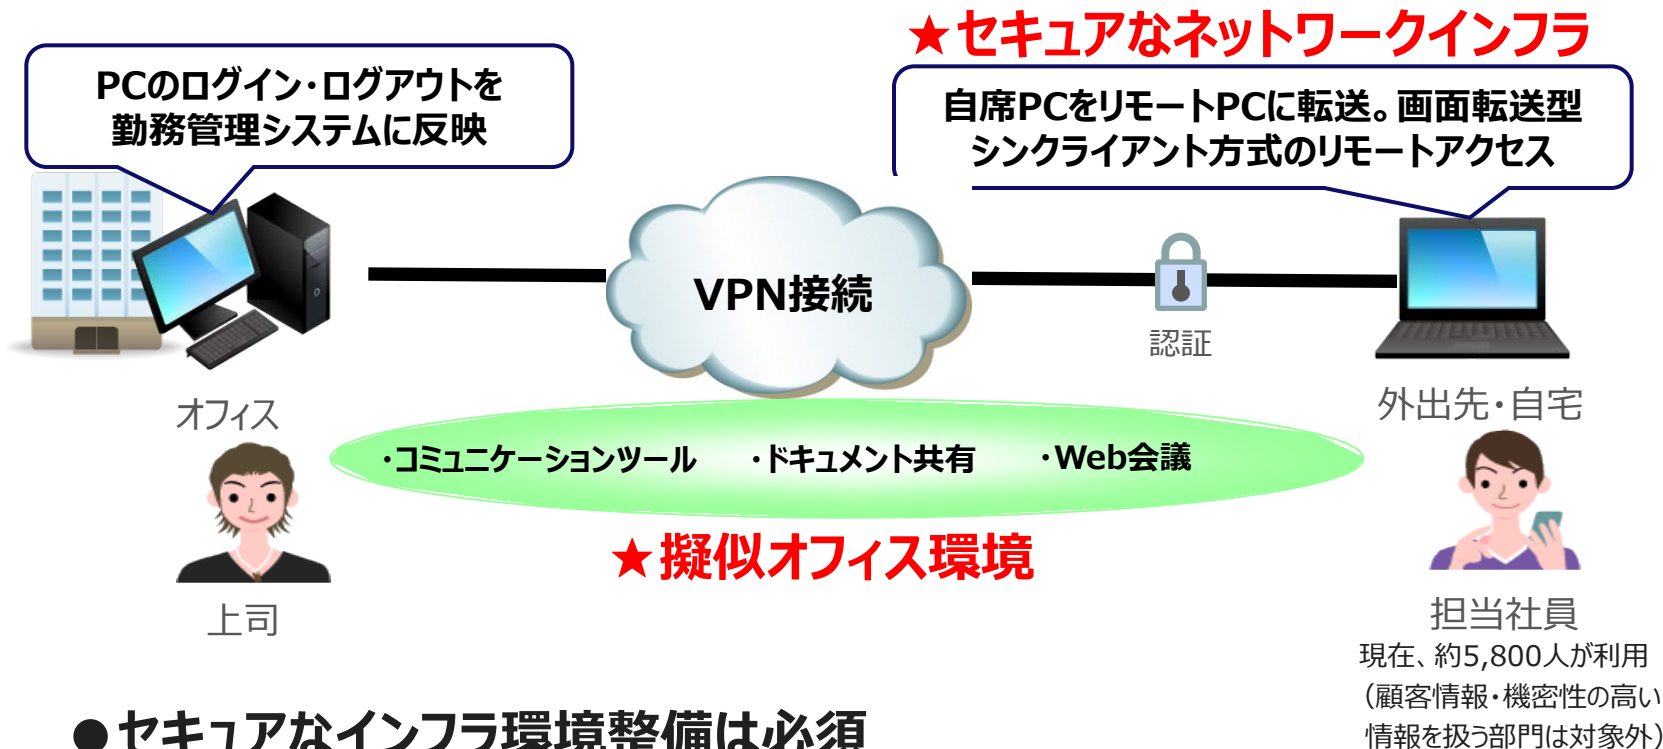 ★セキュアなネットワークインフラ
PCのログイン・ログアウトを
勤務管理システムに反映
自席PCをリモートPCに転送。画面転送型
シンクライアント方式のリモートアクセス
VPN接続
認証
オフィス
外出先・自宅
・コミュニケーションツール ・ドキュメント共有 ・Web会議
★擬似オフィス環境
上司
担当社員
現在、約5,800人が利用
（顧客情報・機密性の高い
情報を扱う部門は対象外）
●セキュアなインフラ環境整備は必須